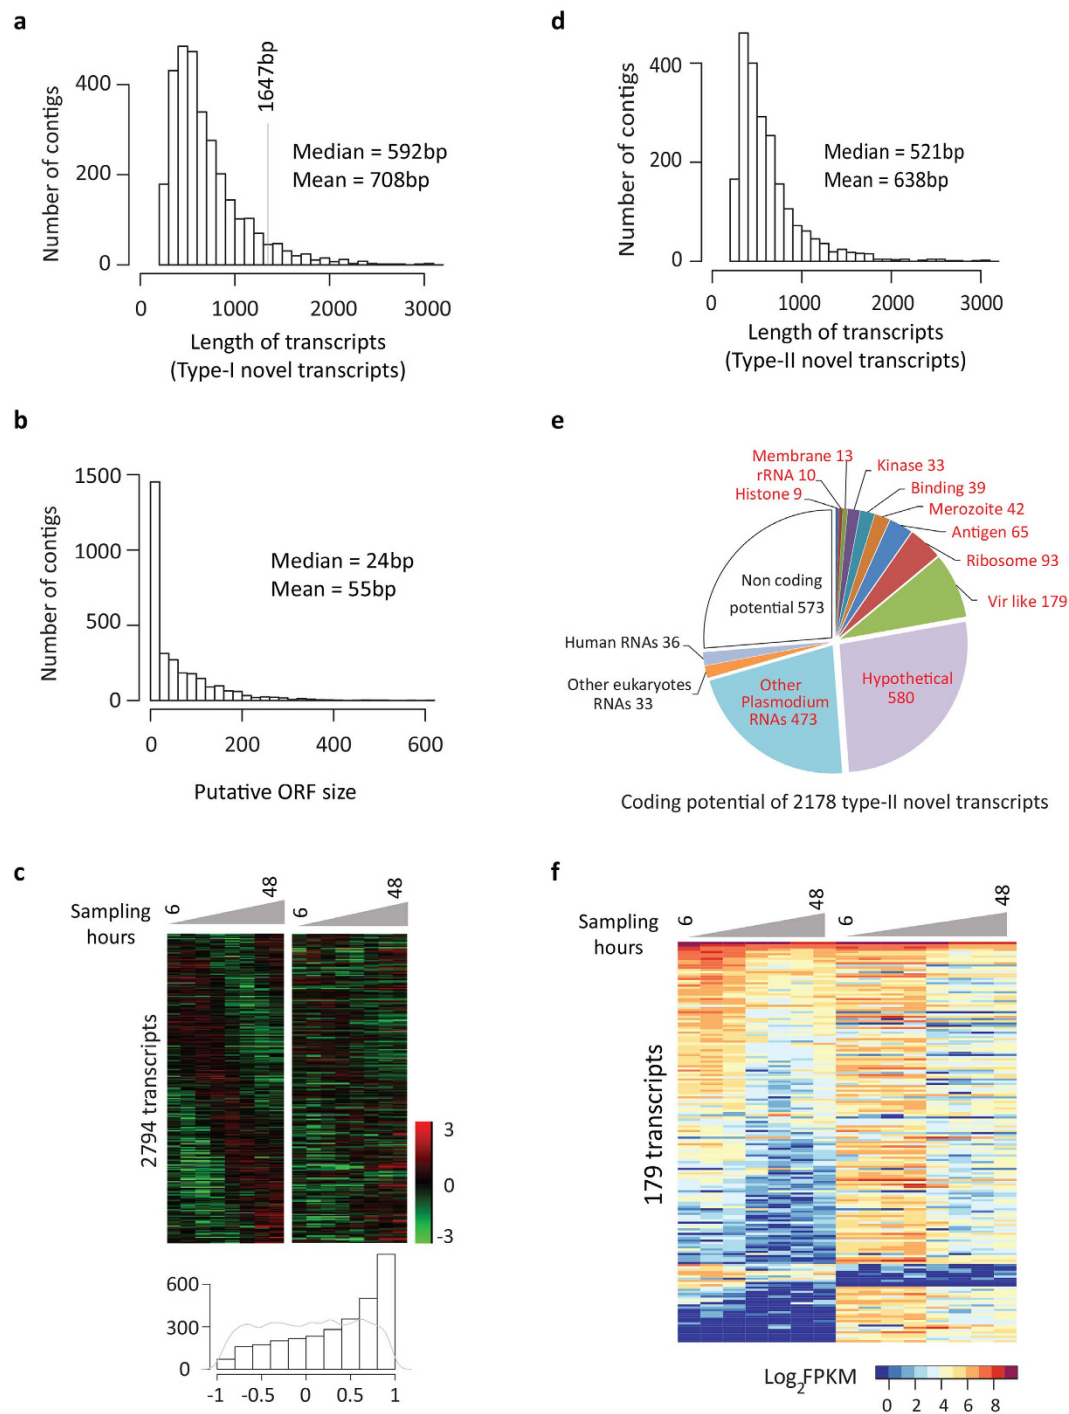 a
Number of contigs
400
200
0
1647bp
Median = 592bp
Mean = 708bp
0 1000 2000 3000
Length of transcripts
(Type-I novel transcripts)
d
Number of contigs
400
200
0
Median = 521bp
Mean = 638bp
0 1000 2000 3000
Length of transcripts
(Type-II novel transcripts)
b
Number of contigs
1500
1000
500
0
Median = 24bp
Mean = 55bp
0 200 400 600
Putative ORF size
e
Membrane 13
rRNA 10
Histone 9
Kinase 33
Binding 39
Merozoite 42
Antigen 65
Ribosome 93
Vir like 179
Non coding
potential 573
Human RNAs 36
Other eukaryotes
RNAs 33
Other
Plasmodium
RNAs 473
Hypothetical
580
Coding potential of 2178 type-II novel transcripts
c
Sampling
hours
6 48 6 48
2794 transcripts
3
0
-3
600
300
0
-1 -0.5 0 0.5 1
f
Sampling
hours
6 48 6 48
179 transcripts
Log2FPKM
0 2 4 6 8